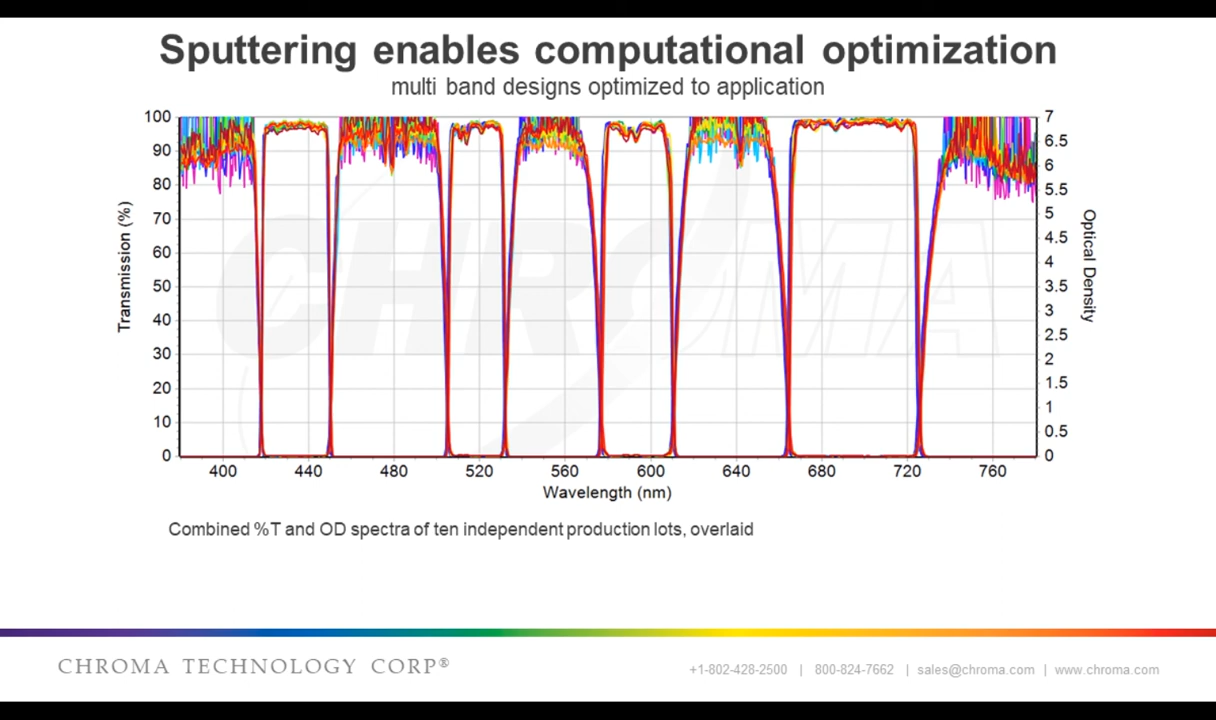 Sputtering enables computational optimization
multi band designs optimized to application
100
90
80
70
60
50
40
30
20
10
0
Transmission (%)
7
6.5
6
5.5
5
4.5
4
3.5
3
2.5
2
1.5
1
0.5
0
Optical Density
CHROMA
400 440 480 520 560 600 640 680 720 760
Wavelength (nm)
Combined %T and OD spectra of ten independent production lots, overlaid
CHROMA TECHNOLOGY CORP®
+1-802-428-2500 | 800-824-7662 | sales@chroma.com | www.chroma.com